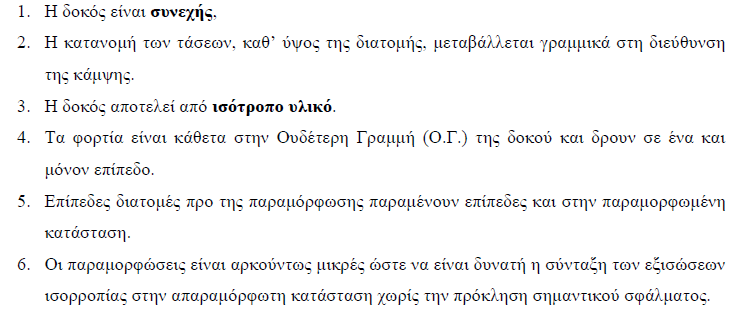 1. Η δοκός είναι συνεχής,
2. Η κατανομή των τάσεων, καθ’ ύψος της διατομής, μεταβάλλεται γραμμικά στη διεύθυνση
της κάμψης.
3. Η δοκός αποτελεί από ισότροπο υλικό.
4. Τα φορτία είναι κάθετα στην Ουδέτερη Γραμμή (Ο.Γ.) της δοκού και δρουν σε ένα και
μόνον επίπεδο.
5. Επίπεδες διατομές προ της παραμόρφωσης παραμένουν επίπεδες και στην παραμορφωμένη
κατάσταση.
6. Οι παραμορφώσεις είναι αρκούντως μικρές ώστε να είναι δυνατή η σύνταξη των εξισώσεων
ισορροπίας στην απαραμόρφωτη κατάσταση χωρίς την πρόκληση σημαντικού σφάλματος.